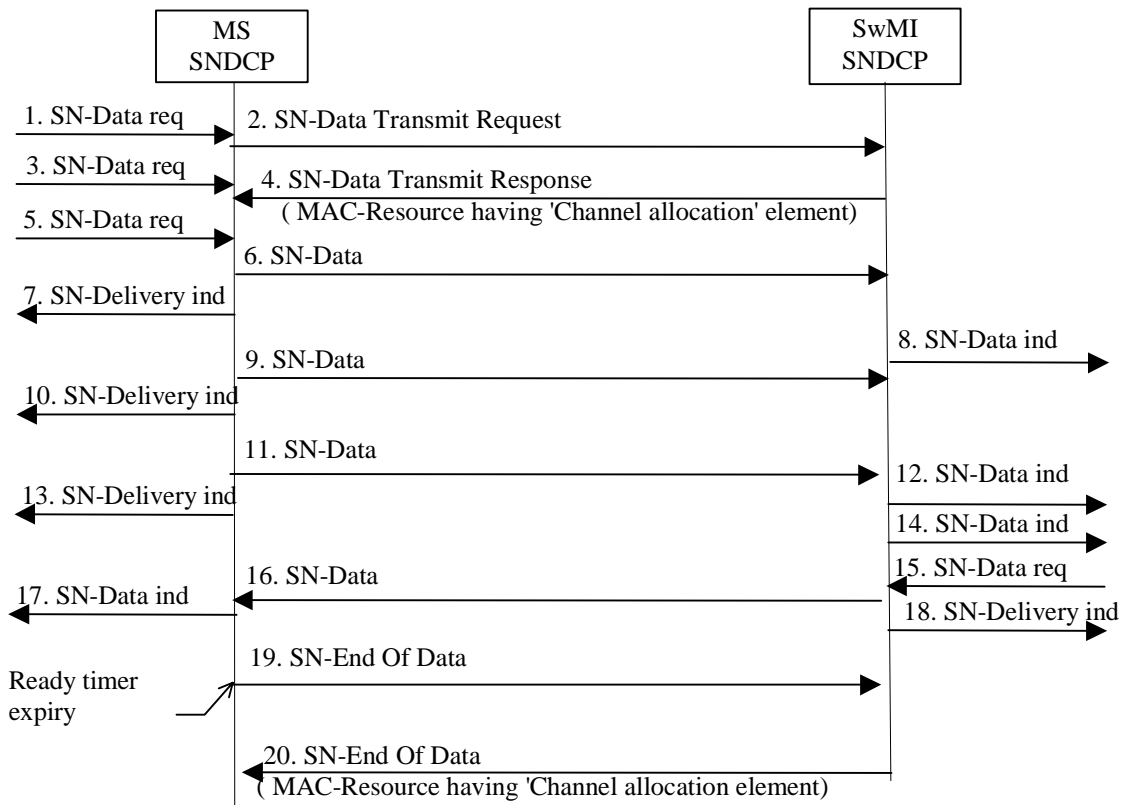 MS
SNDCP
SwMI
SNDCP
1. SN-Data req
2. SN-Data Transmit Request
3. SN-Data req
4. SN-Data Transmit Response
( MAC-Resource having 'Channel allocation' element)
5. SN-Data req
6. SN-Data
7. SN-Delivery ind
8. SN-Data ind
9. SN-Data
10. SN-Delivery ind
11. SN-Data
12. SN-Data ind
13. SN-Delivery ind
14. SN-Data ind
15. SN-Data req
16. SN-Data
17. SN-Data ind
18. SN-Delivery ind
19. SN-End Of Data
Ready timer
expiry
20. SN-End Of Data
( MAC-Resource having 'Channel allocation element)